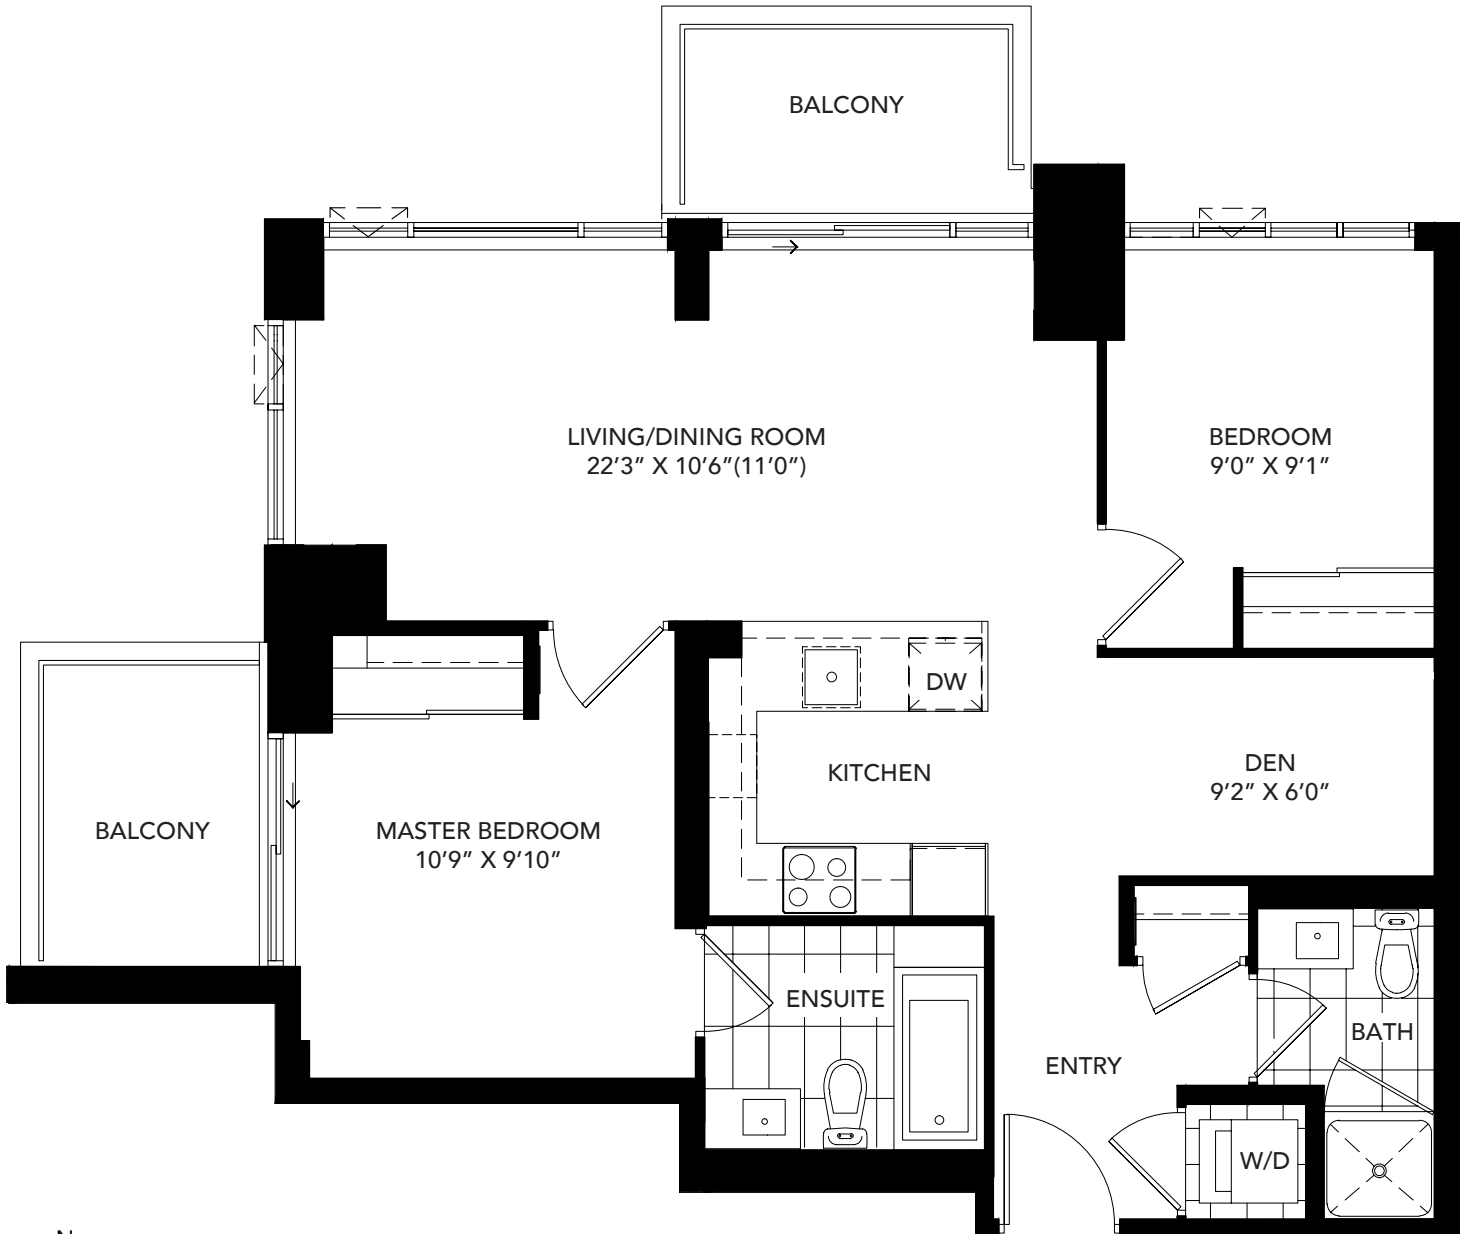 BALCONY
LIVING/DINING ROOM
22'3" X 10'6"(11'0")
BEDROOM
9'0" X 9'1"
DW
KITCHEN
DEN
9'2" X 6'0"
BALCONY
MASTER BEDROOM
10'9" X 9'10"
ENSUITE
BATH
ENTRY
W/D
N